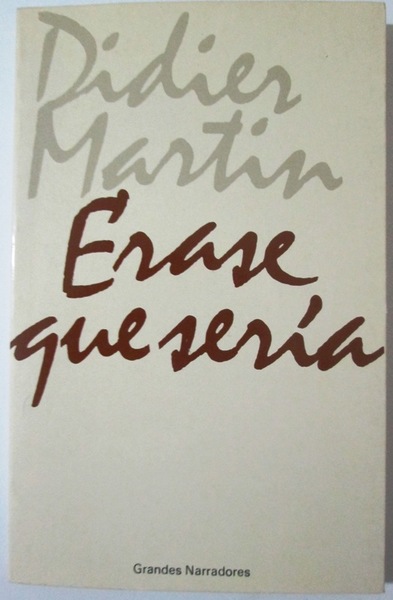 Didier
Martin
Erase
que sería
Grandes Narradores